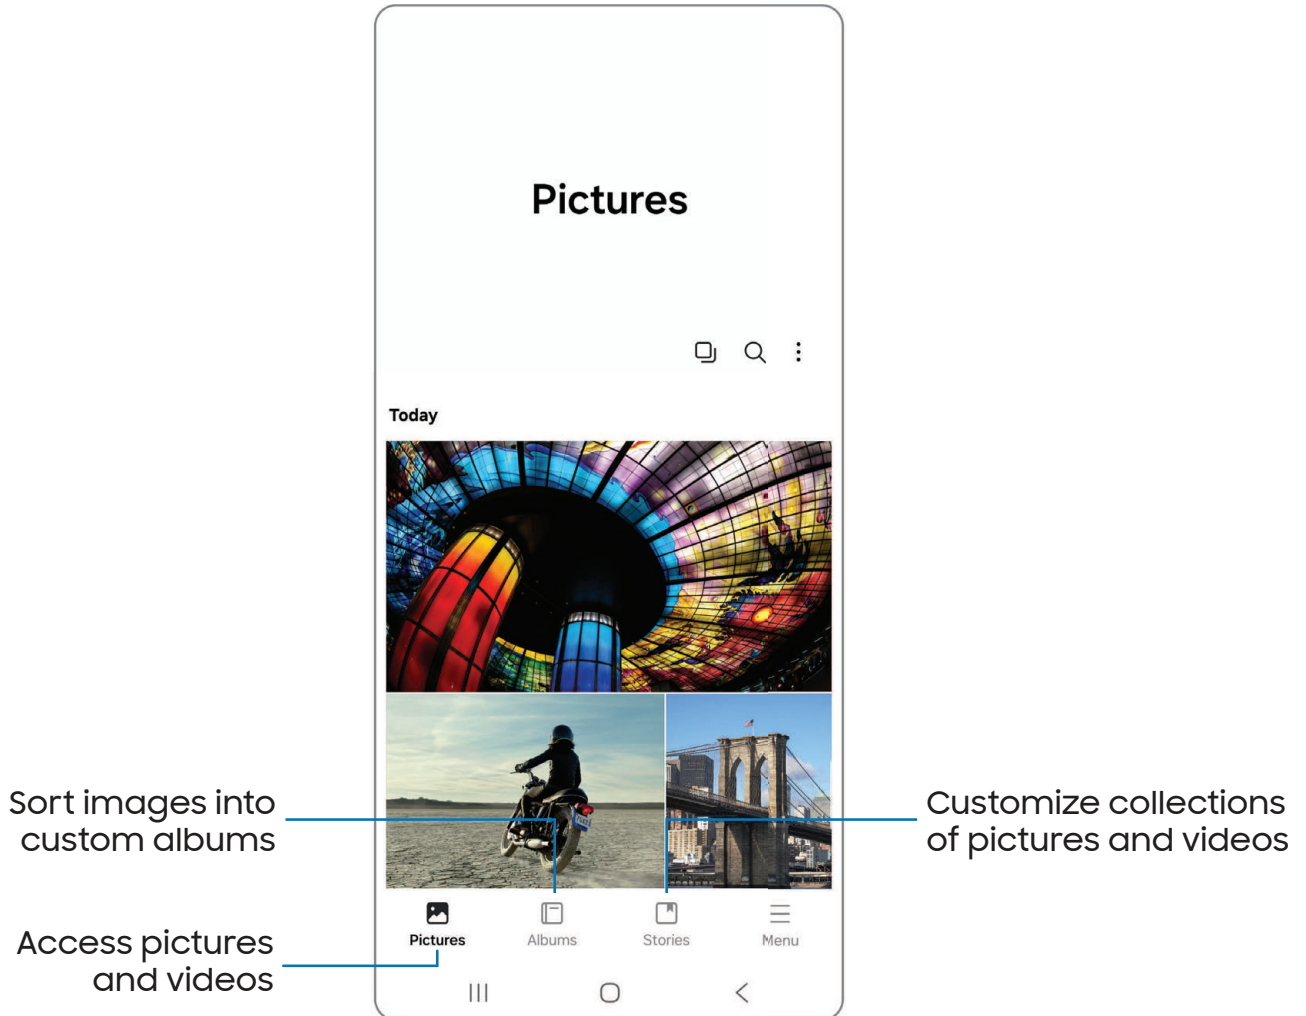 Pictures
Today
Sort images into
custom albums
Customize collections
of pictures and videos
Pictures
Albums
Stories
Menu
Access pictures
and videos